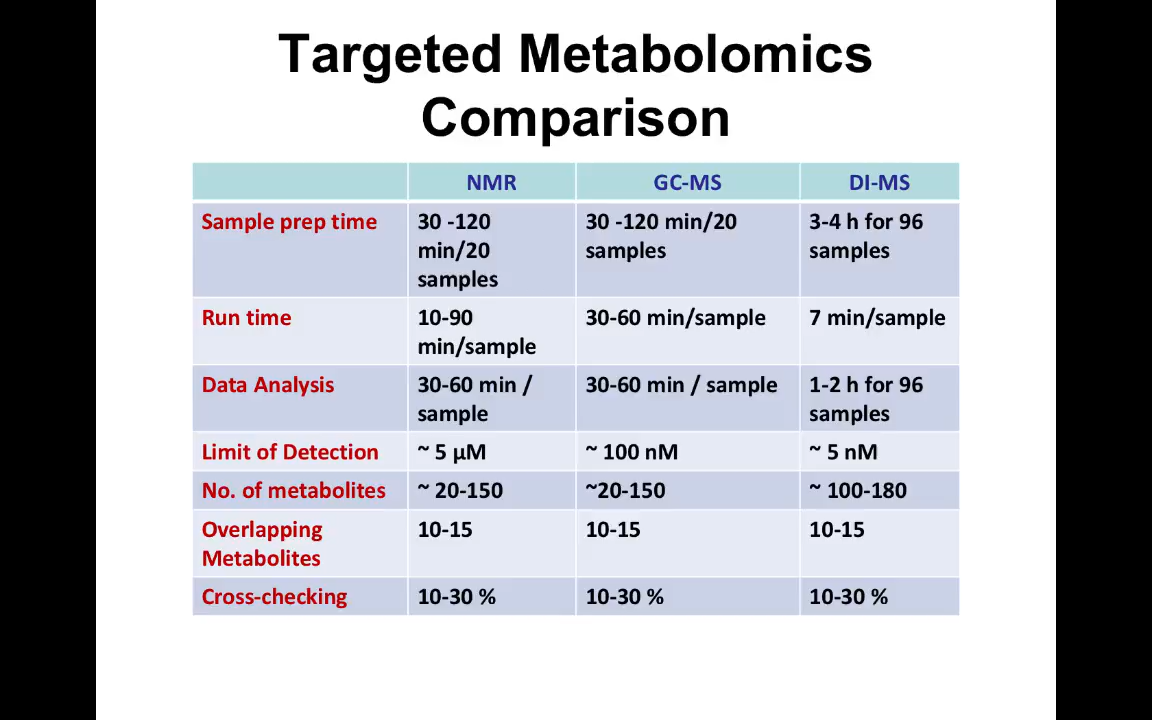 Targeted Metabolomics
Comparison
NMR
GC-MS
DI-MS
Sample prep time
30 -120
min/20
samples
30 -120 min/20
samples
3-4 h for 96
samples
Run time
10-90
min/sample
30-60 min/sample
7 min/sample
Data Analysis
30-60 min /
sample
30-60 min / sample
1-2 h for 96
samples
Limit of Detection
~ 5 µM
~ 100 nM
~ 5 nM
No. of metabolites
~ 20-150
~20-150
~ 100-180
Overlapping
Metabolites
10-15
10-15
10-15
Cross-checking
10-30 %
10-30 %
10-30 %